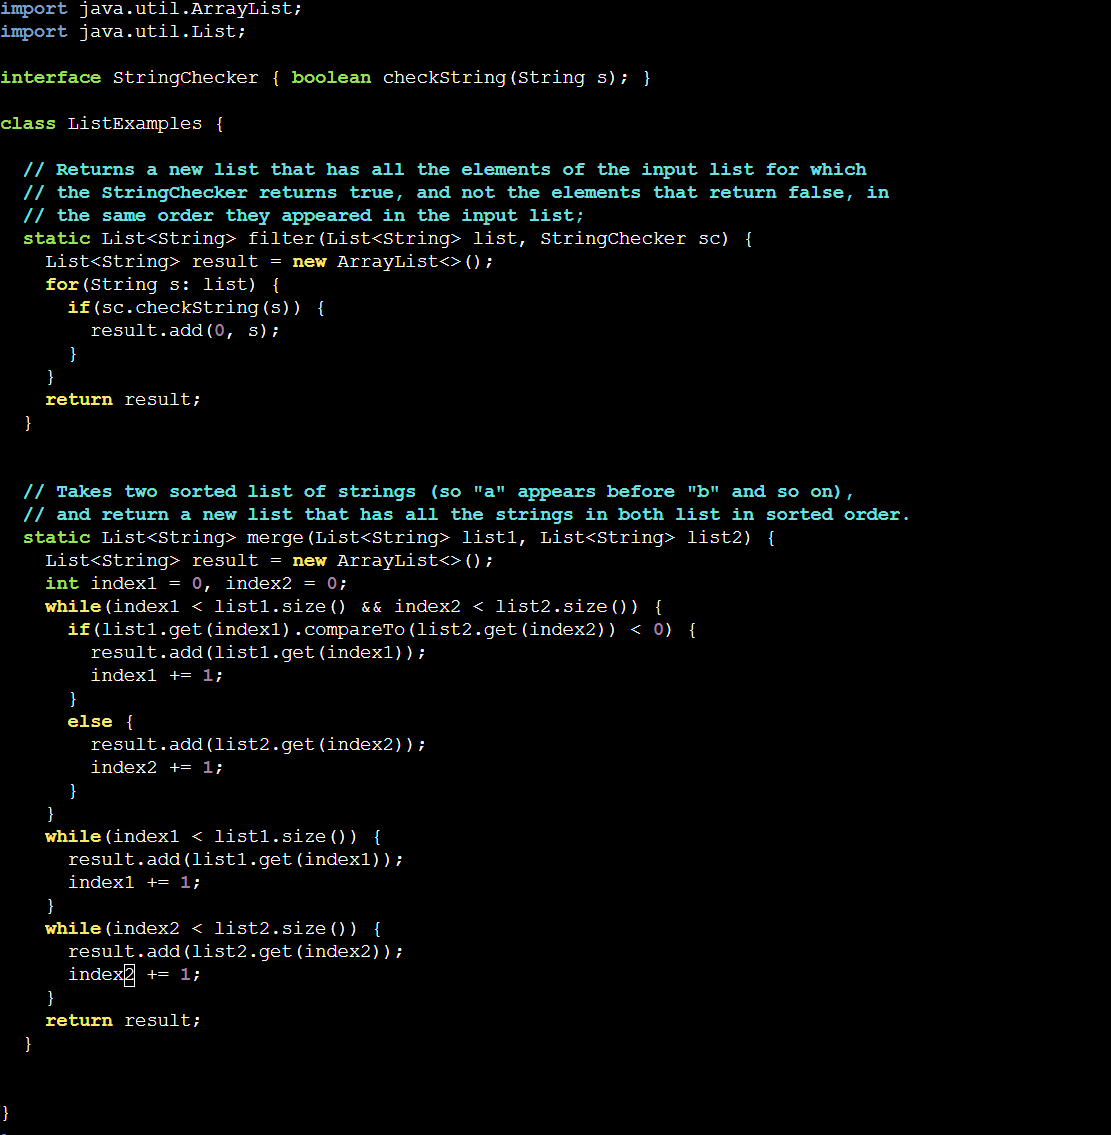 import java.util.ArrayList;
import java.util.List;

interface StringChecker { boolean checkString(String s); }

class ListExamples {

  // Returns a new list that has all the elements of the input list for which
  // the StringChecker returns true, and not the elements that return false, in
  // the same order they appeared in the input list;
  static List<String> filter(List<String> list, StringChecker sc) {
    List<String> result = new ArrayList<>();
    for(String s: list) {
      if(sc.checkString(s)) {
        result.add(0, s);
      }
    }
    return result;
  }


  // Takes two sorted list of strings (so "a" appears before "b" and so on),
  // and return a new list that has all the strings in both list in sorted order.
  static List<String> merge(List<String> list1, List<String> list2) {
    List<String> result = new ArrayList<>();
    int index1 = 0, index2 = 0;
    while(index1 < list1.size() && index2 < list2.size()) {
      if(list1.get(index1).compareTo(list2.get(index2)) < 0) {
        result.add(list1.get(index1));
        index1 += 1;
      }
      else {
        result.add(list2.get(index2));
        index2 += 1;
      }
    }
    while(index1 < list1.size()) {
      result.add(list1.get(index1));
      index1 += 1;
    }
    while(index2 < list2.size()) {
      result.add(list2.get(index2));
      index2 += 1;
    }
    return result;
  }


}